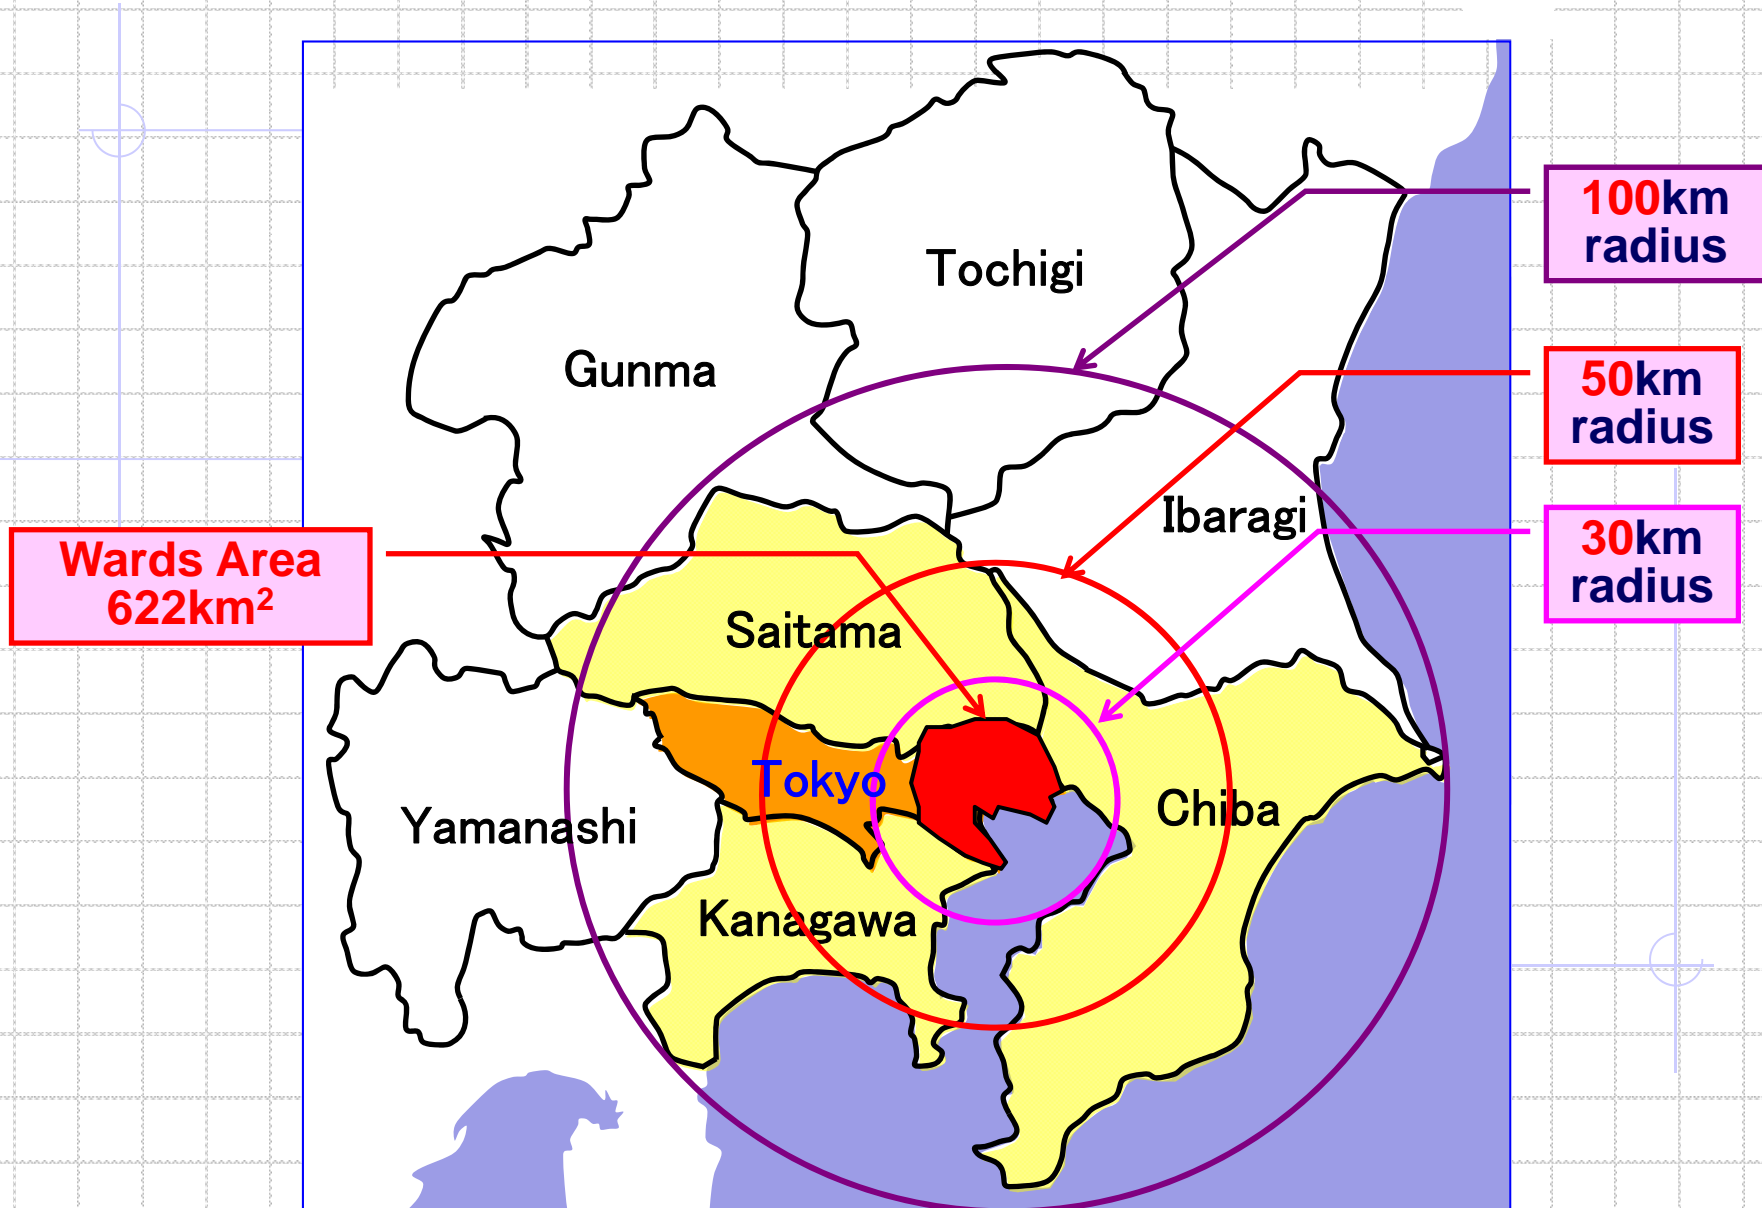 100km
radius
Tochigi
Gunma
50km
radius
Ibaragi
30km
radius
Wards Area
622km²
Saitama
Tokyo
Chiba
Yamanashi
Kanagawa